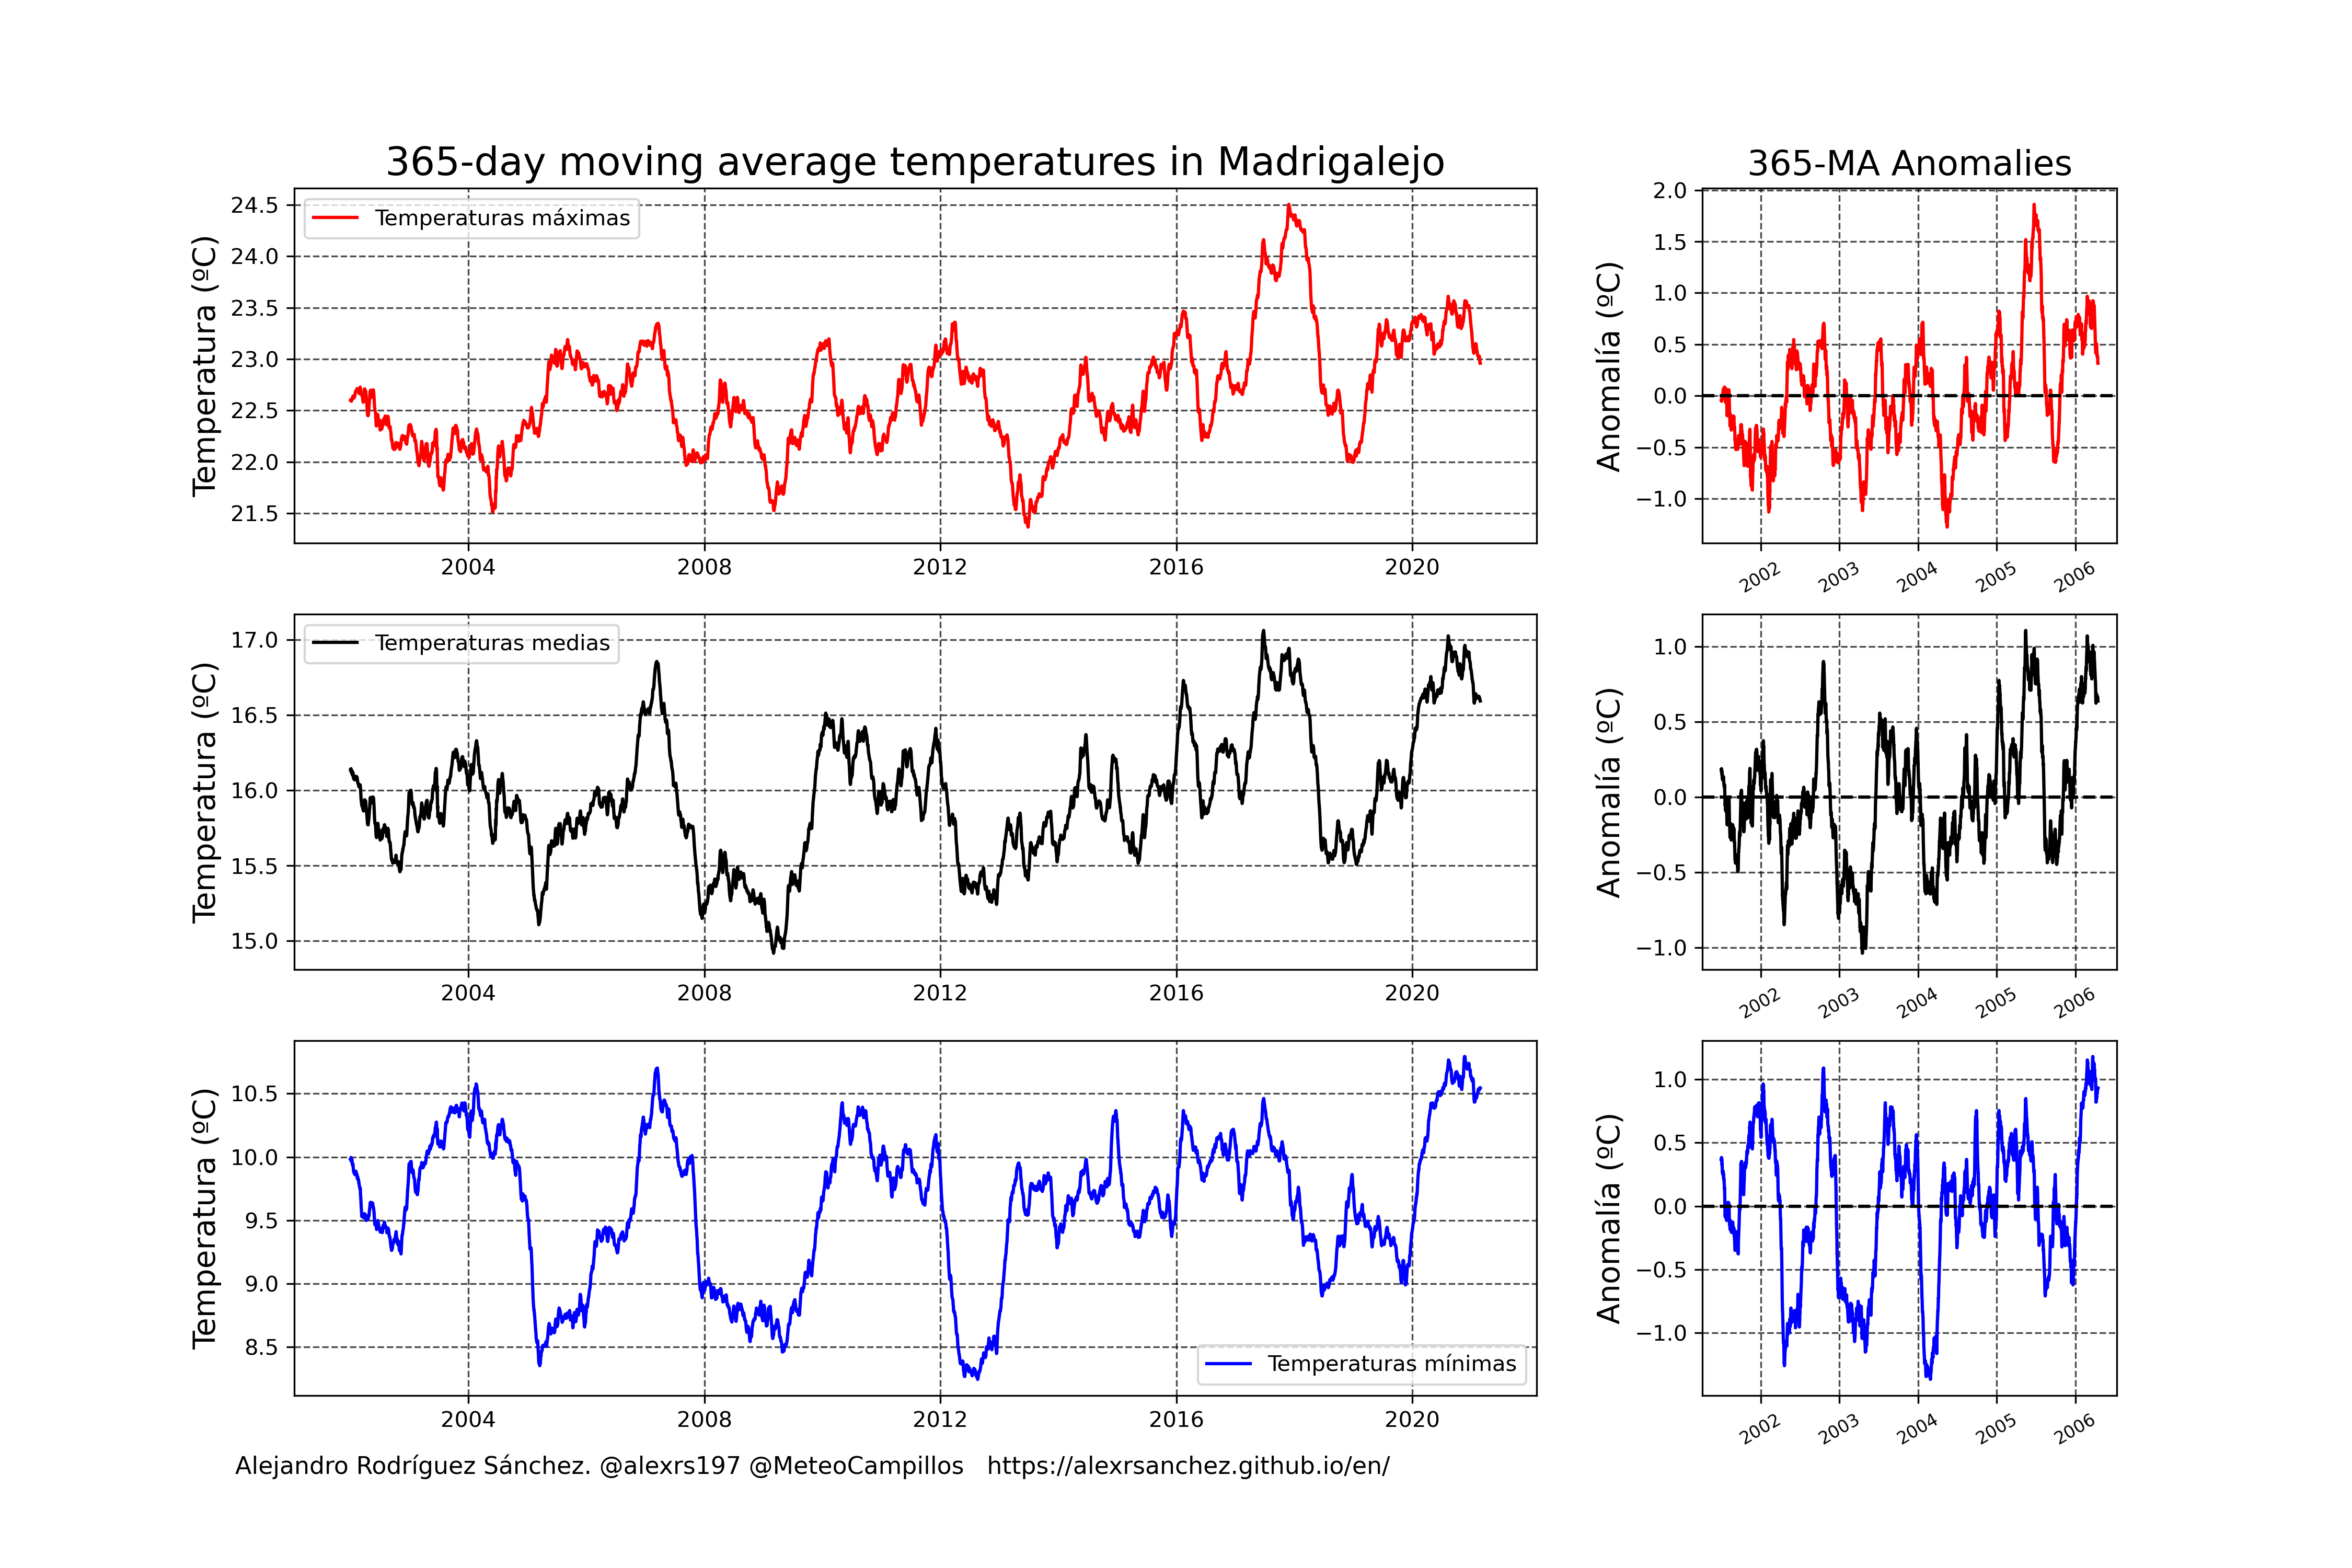 365-day moving average temperatures in Madrigalejo
Temperatura (ºC)
24.5
24.0
23.5
23.0
22.5
22.0
21.5
Temperaturas máximas
2004 2008 2012 2016 2020
365-MA Anomalies
Anomalía (ºC)
2.0
1.5
1.0
0.5
0.0
−0.5
−1.0
2002 2003 2004 2005 2006
Temperatura (ºC)
17.0
16.5
16.0
15.5
15.0
Temperaturas medias
2004 2008 2012 2016 2020
Anomalía (ºC)
1.0
0.5
0.0
−0.5
−1.0
2002 2003 2004 2005 2006
Temperatura (ºC)
10.5
10.0
9.5
9.0
8.5
Temperaturas mínimas
2004 2008 2012 2016 2020
Anomalía (ºC)
1.0
0.5
0.0
−0.5
−1.0
2002 2003 2004 2005 2006
Alejandro Rodríguez Sánchez. @alexrs197 @MeteoCampillos https://alexrsanchez.github.io/en/